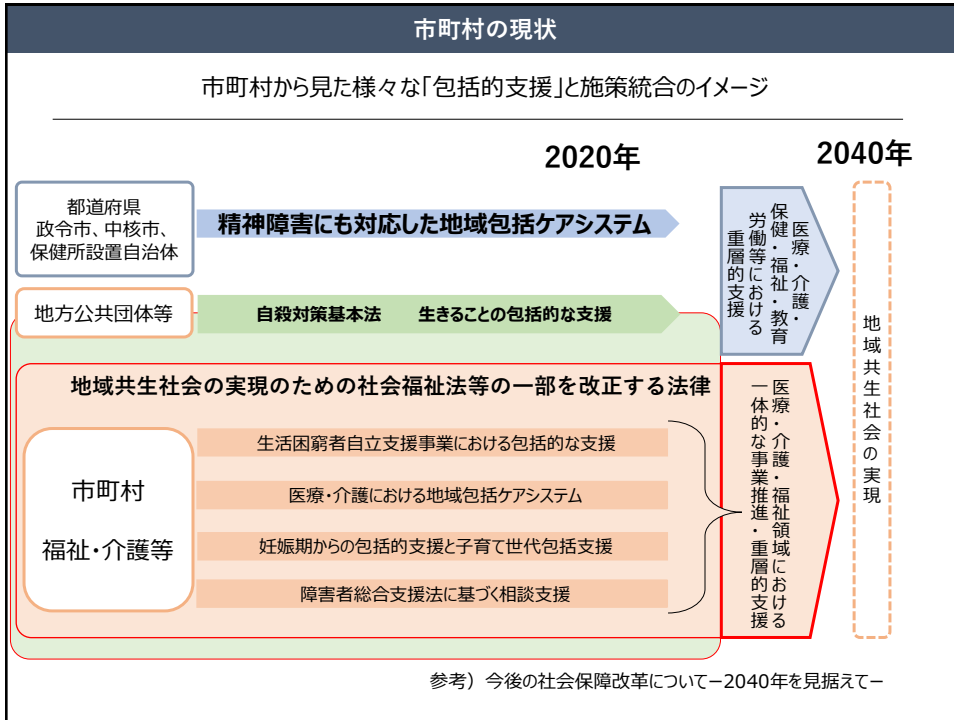 市町村の現状
市町村から見た様々な「包括的支援」と施策統合のイメージ
2020年
2040年
都道府県
政令市、中核市、
保健所設置自治体
精神障害にも対応した地域包括ケアシステム
医療・介護・
保健・福祉・教育
労働等における
重層的支援
地方公共団体等
自殺対策基本法　生きることの包括的な支援
地域共生社会の実現のための社会福祉法等の一部を改正する法律
市町村
福祉・介護等
生活困窮者自立支援事業における包括的な支援
医療・介護における地域包括ケアシステム
妊娠期からの包括的支援と子育て世代包括支援
障害者総合支援法に基づく相談支援
医療・介護・福祉領域における
一体的な事業推進・重層的支援
地域共生社会の実現
参考）今後の社会保障改革について－2040年を見据えて－